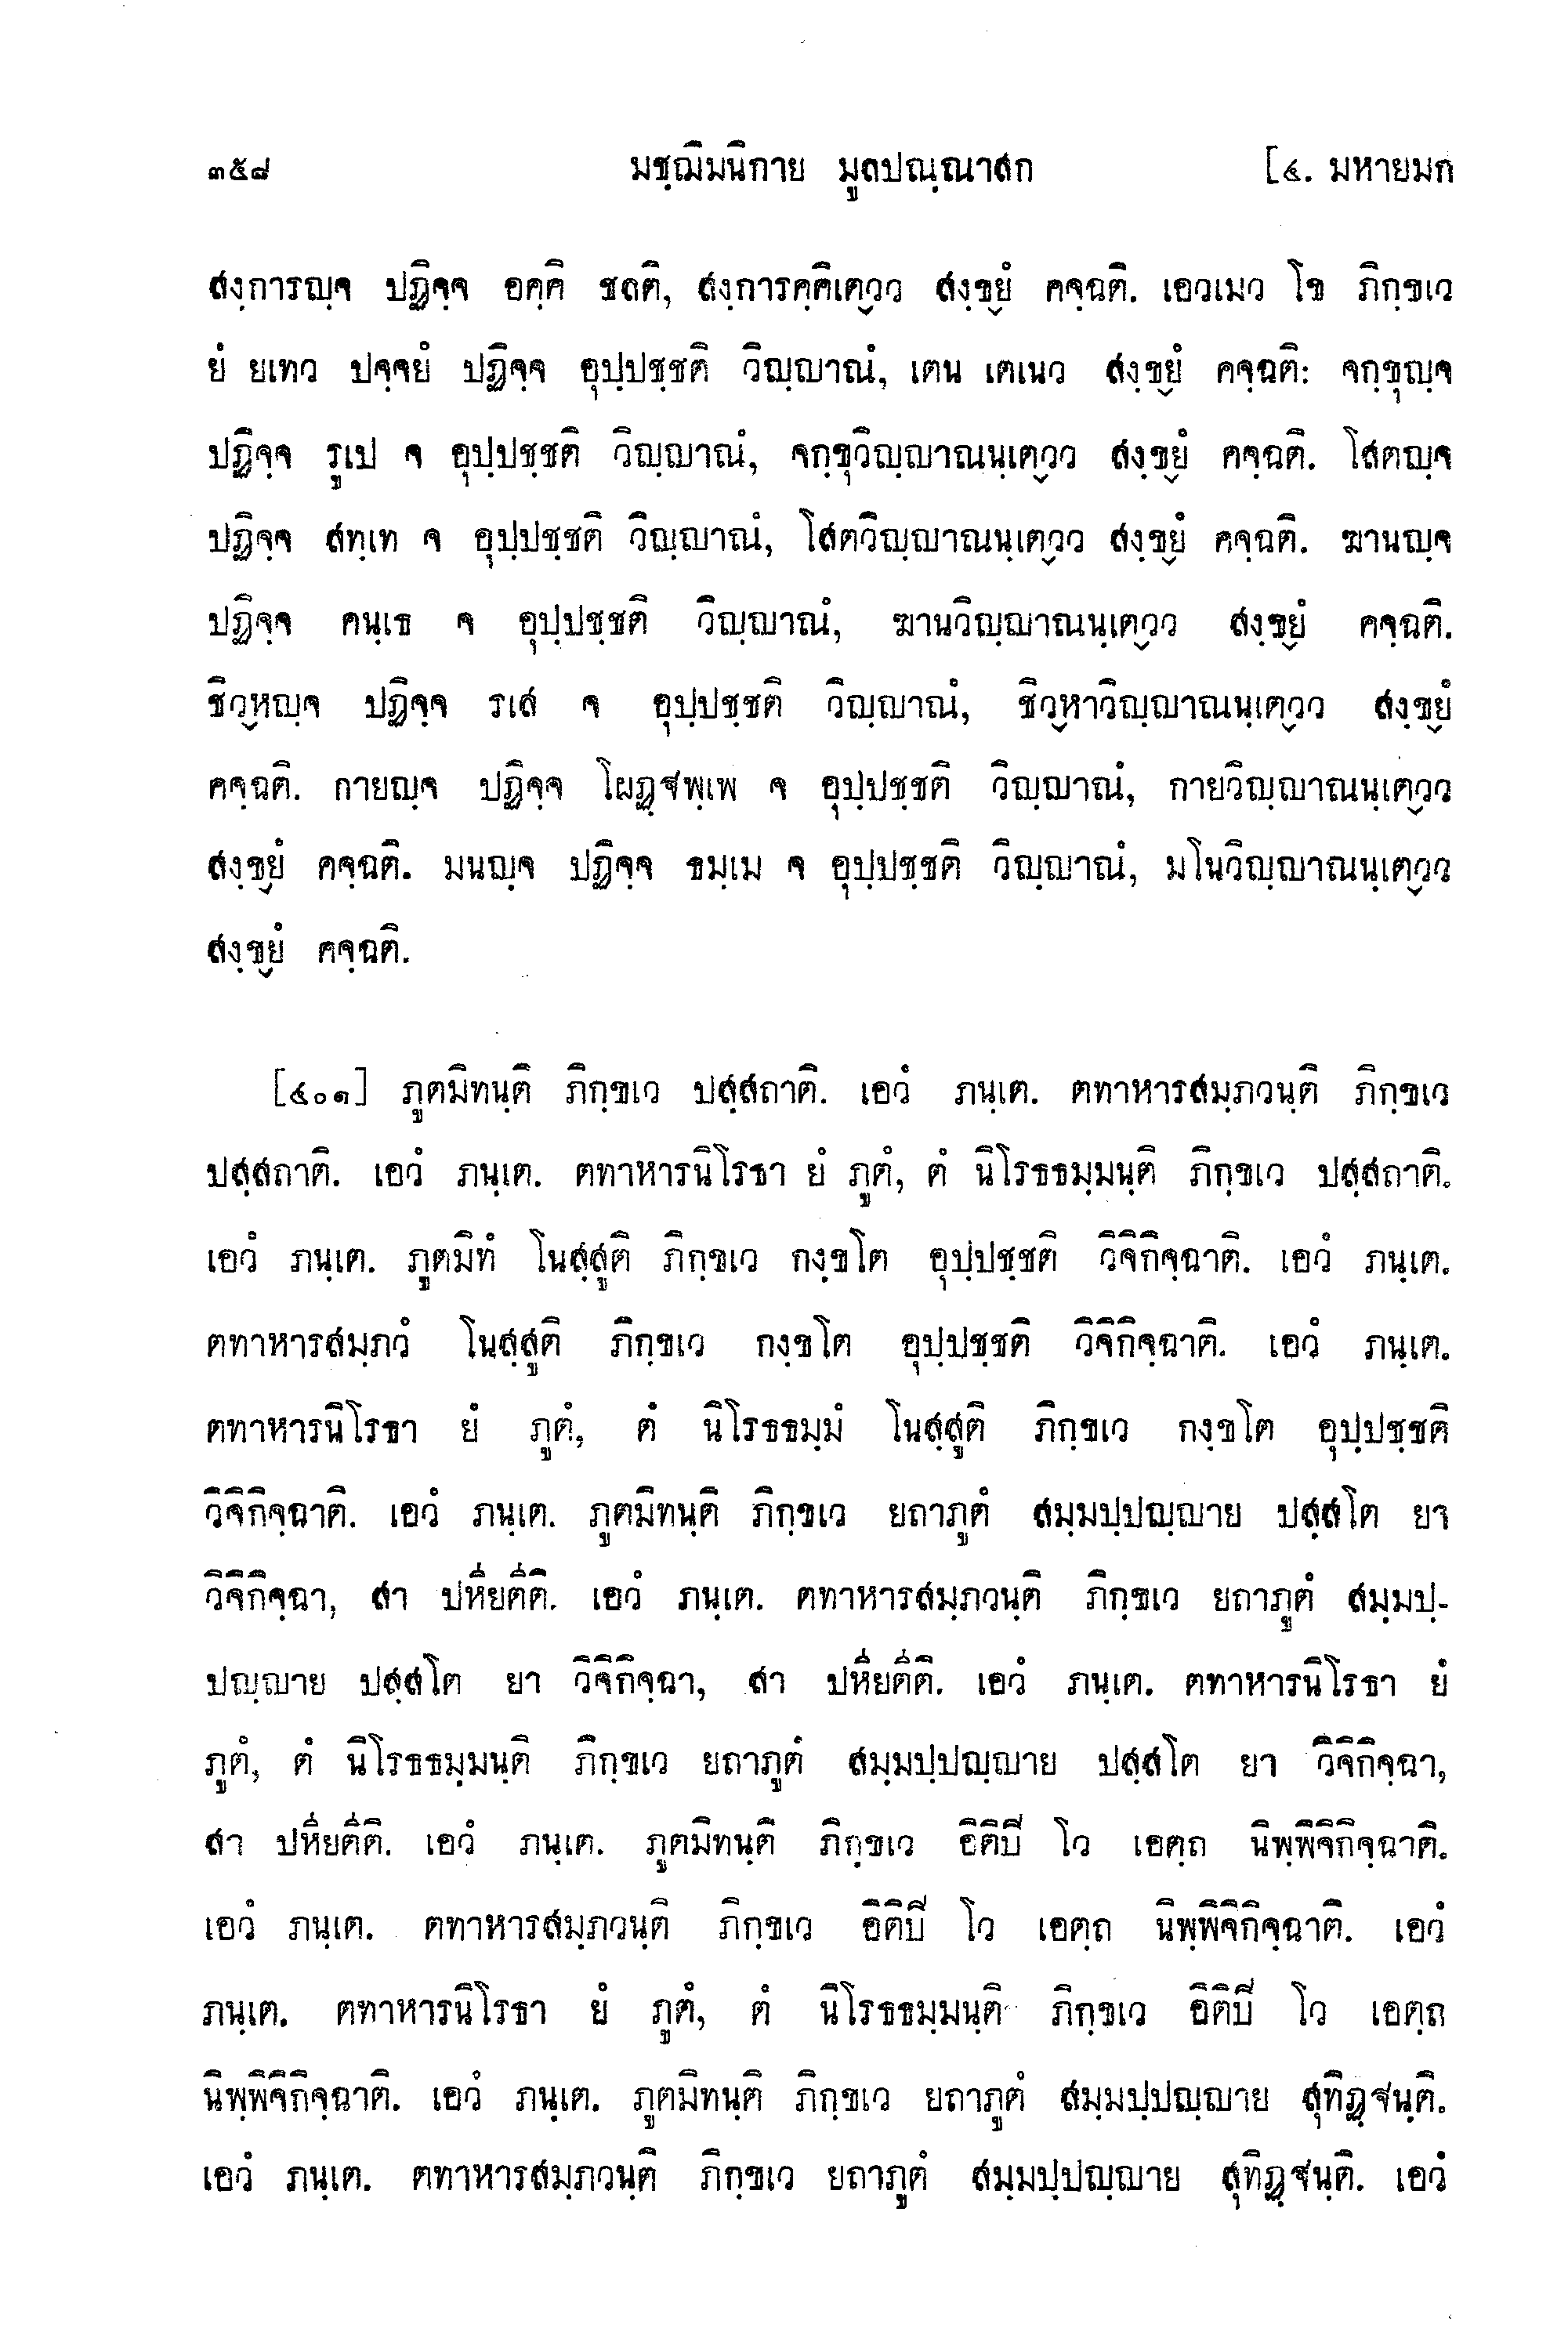 ๓๕๘ มชฺฌิมนิกาย มูลปณฺณาสก [๔. มหายมก
สงฺการญฺจ ปฏิจฺจ อคฺคิ ชลติ, สงฺการคฺคิเต๎วว สงฺข๎ยํ คจฺฉติ. เอวเมว โข ภิกฺขเว
ยํ ยเทว ปจฺจยํ ปฏิจฺจ อุปฺปชฺชติ วิญฺญาณํ, เตน เตเนว สงฺข๎ยํ คจฺฉติ: จกฺขุญฺจ
ปฏิจฺจ รูเป จ อุปฺปชฺชติ วิญฺญาณํ, จกฺขุวิญฺญาณนฺเต๎วว สงฺข๎ยํ คจฺฉติ. โสตญฺจ
ปฏิจฺจ สทฺเท จ อุปฺปชฺชติ วิญฺญาณํ, โสตวิญฺญาณนฺเต๎วว สงฺข๎ยํ คจฺฉติ. ฆานญฺจ
ปฏิจฺจ คนฺเธ จ อุปฺปชฺชติ วิญฺญาณํ, ฆานวิญฺญาณนฺเต๎วว สงฺข๎ยํ คจฺฉติ.
ชิว๎หญฺจ ปฏิจฺจ รเส จ อุปฺปชฺชติ วิญฺญาณํ, ชิว๎หาวิญฺญาณนฺเต๎วว สงฺข๎ยํ
คจฺฉติ. กายญฺจ ปฏิจฺจ โผฏฺฐพฺเพ จ อุปฺปชฺชติ วิญฺญาณํ, กายวิญฺญาณนฺเต๎วว
สงฺข๎ยํ คจฺฉติ. มนญฺจ ปฏิจฺจ ธมฺเม จ อุปฺปชฺชติ วิญฺญาณํ, มโนวิญฺญาณนฺเต๎วว
สงฺข๎ยํ คจฺฉติ.
[๔๐๑] ภูตมิทนฺติ ภิกฺขเว ปสฺสถาติ. เอวํ ภนฺเต. ตทาหารสมฺภวนฺติ ภิกฺขเว
ปสฺสถาติ. เอวํ ภนฺเต. ตทาหารนิโรธา ยํ ภูตํ, ตํ นิโรธธมฺมนฺติ ภิกฺขเว ปสฺสถาติ.
เอวํ ภนฺเต. ภูตมิทํ โนสฺสูติ ภิกฺขเว กงฺขโต อุปฺปชฺชติ วิจิกิจฺฉาติ. เอวํ ภนฺเต.
ตทาหารสมฺภวํ โนสฺสูติ ภิกฺขเว กงฺขโต อุปฺปชฺชติ วิจิกิจฺฉาติ. เอวํ ภนฺเต.
ตทาหารนิโรธา ยํ ภูตํ, ตํ นิโรธธมฺมํ โนสฺสูติ ภิกฺขเว กงฺขโต อุปฺปชฺชติ
วิจิกิจฺฉาติ. เอวํ ภนฺเต. ภูตมิทนฺติ ภิกฺขเว ยถาภูตํ สมฺมปฺปญฺญาย ปสฺสโต ยา
วิจิกิจฺฉา, สา ปหียตีติ. เอวํ ภนฺเต. ตทาหารสมฺภวนฺติ ภิกฺขเว ยถาภูตํ สมฺมปฺ-
ปญฺญาย ปสฺสโต ยา วิจิกิจฺฉา, สา ปหียตีติ. เอวํ ภนฺเต. ตทาหารนิโรธา ยํ
ภูตํ, ตํ นิโรธธมฺมนฺติ ภิกฺขเว ยถาภูตํ สมฺมปฺปญฺญาย ปสฺสโต ยา วิจิกิจฺฉา,
สา ปหียตีติ. เอวํ ภนฺเต. ภูตมิทนฺติ ภิกฺขเว อิติปี โว เอตฺถ นิพฺพิจิกิจฺฉาติ.
เอวํ ภนฺเต. ตทาหารสมฺภวนฺติ ภิกฺขเว อิติปี โว เอตฺถ นิพฺพิจิกิจฺฉาติ. เอวํ
ภนฺเต. ตทาหารนิโรธา ยํ ภูตํ, ตํ นิโรธธมฺมนฺติ ภิกฺขเว อิติปี โว เอตฺถ
นิพฺพิจิกิจฺฉาติ. เอวํ ภนฺเต. ภูตมิทนฺติ ภิกฺขเว ยถาภูตํ สมฺมปฺปญฺญาย สุทิฏฺฐนฺติ.
เอวํ ภนฺเต. ตทาหารสมฺภวนฺติ ภิกฺขเว ยถาภูตํ สมฺมปฺปญฺญาย สุทิฏฺฐนฺติ. เอวํ